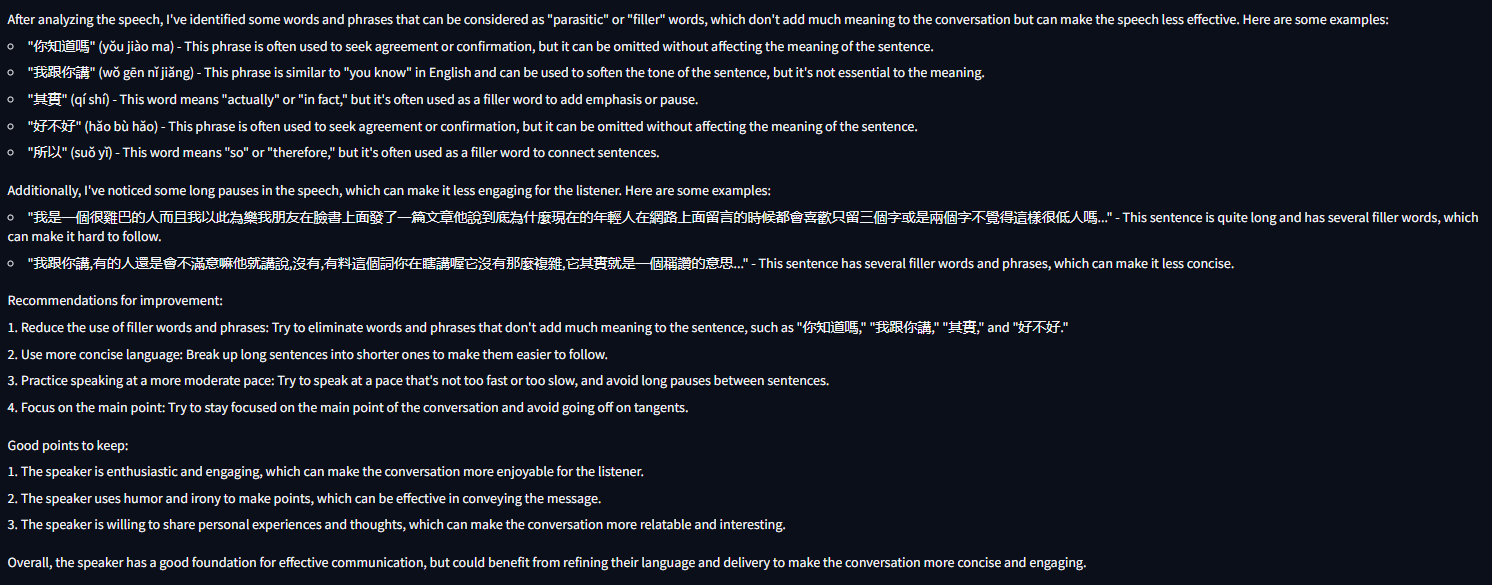 After analyzing the speech, I've identified some words and phrases that can be considered as "parasitic" or "filler" words, which don't add much meaning to the conversation but can make the speech less effective. Here are some examples:
○ "你知道嗎" (yǒu jiào ma) - This phrase is often used to seek agreement or confirmation, but it can be omitted without affecting the meaning of the sentence.
○ "我跟你講" (wǒ gēn nǐ jiǎng) - This phrase is similar to "you know" in English and can be used to soften the tone of the sentence, but it's not essential to the meaning.
○ "其實" (qí shí) - This word means "actually" or "in fact," but it's often used as a filler word to add emphasis or pause.
○ "好不好" (hǎo bù hǎo) - This phrase is often used to seek agreement or confirmation, but it can be omitted without affecting the meaning of the sentence.
○ "所以" (suǒ yǐ) - This word means "so" or "therefore," but it's often used as a filler word to connect sentences.
Additionally, I've noticed some long pauses in the speech, which can make it less engaging for the listener. Here are some examples:
○ "我是一個很雞巴的人而且我以此為樂我朋友在臉書上面發了一篇文章他說到底為什麼現在的年輕人在網路上面留言的時候都會喜歡只留三個字或是兩個字不覺得這樣很低人嗎..." - This sentence is quite long and has several filler words, which
can make it hard to follow.
○ "我跟你講,有的人還是會不滿意嘛他就講說,沒有,有料這個詞你在瞎講喔它沒有那麼複雜,它其實就是一個稱讚的意思..." - This sentence has several filler words and phrases, which can make it less concise.
Recommendations for improvement:
1. Reduce the use of filler words and phrases: Try to eliminate words and phrases that don't add much meaning to the sentence, such as "你知道嗎," "我跟你講," "其實," and "好不好."
2. Use more concise language: Break up long sentences into shorter ones to make them easier to follow.
3. Practice speaking at a more moderate pace: Try to speak at a pace that's not too fast or too slow, and avoid long pauses between sentences.
4. Focus on the main point: Try to stay focused on the main point of the conversation and avoid going off on tangents.
Good points to keep:
1. The speaker is enthusiastic and engaging, which can make the conversation more enjoyable for the listener.
2. The speaker uses humor and irony to make points, which can be effective in conveying the message.
3. The speaker is willing to share personal experiences and thoughts, which can make the conversation more relatable and interesting.
Overall, the speaker has a good foundation for effective communication, but could benefit from refining their language and delivery to make the conversation more concise and engaging.